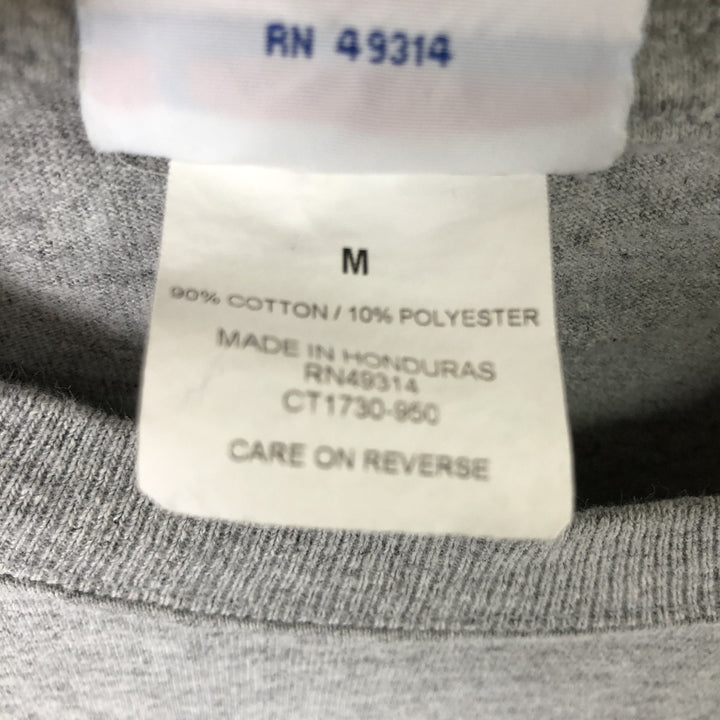 RN 49314
M
90% COTTON / 10% POLYESTER
MADE IN HONDURAS
RN49314
CT1730-950
CARE ON REVERSE